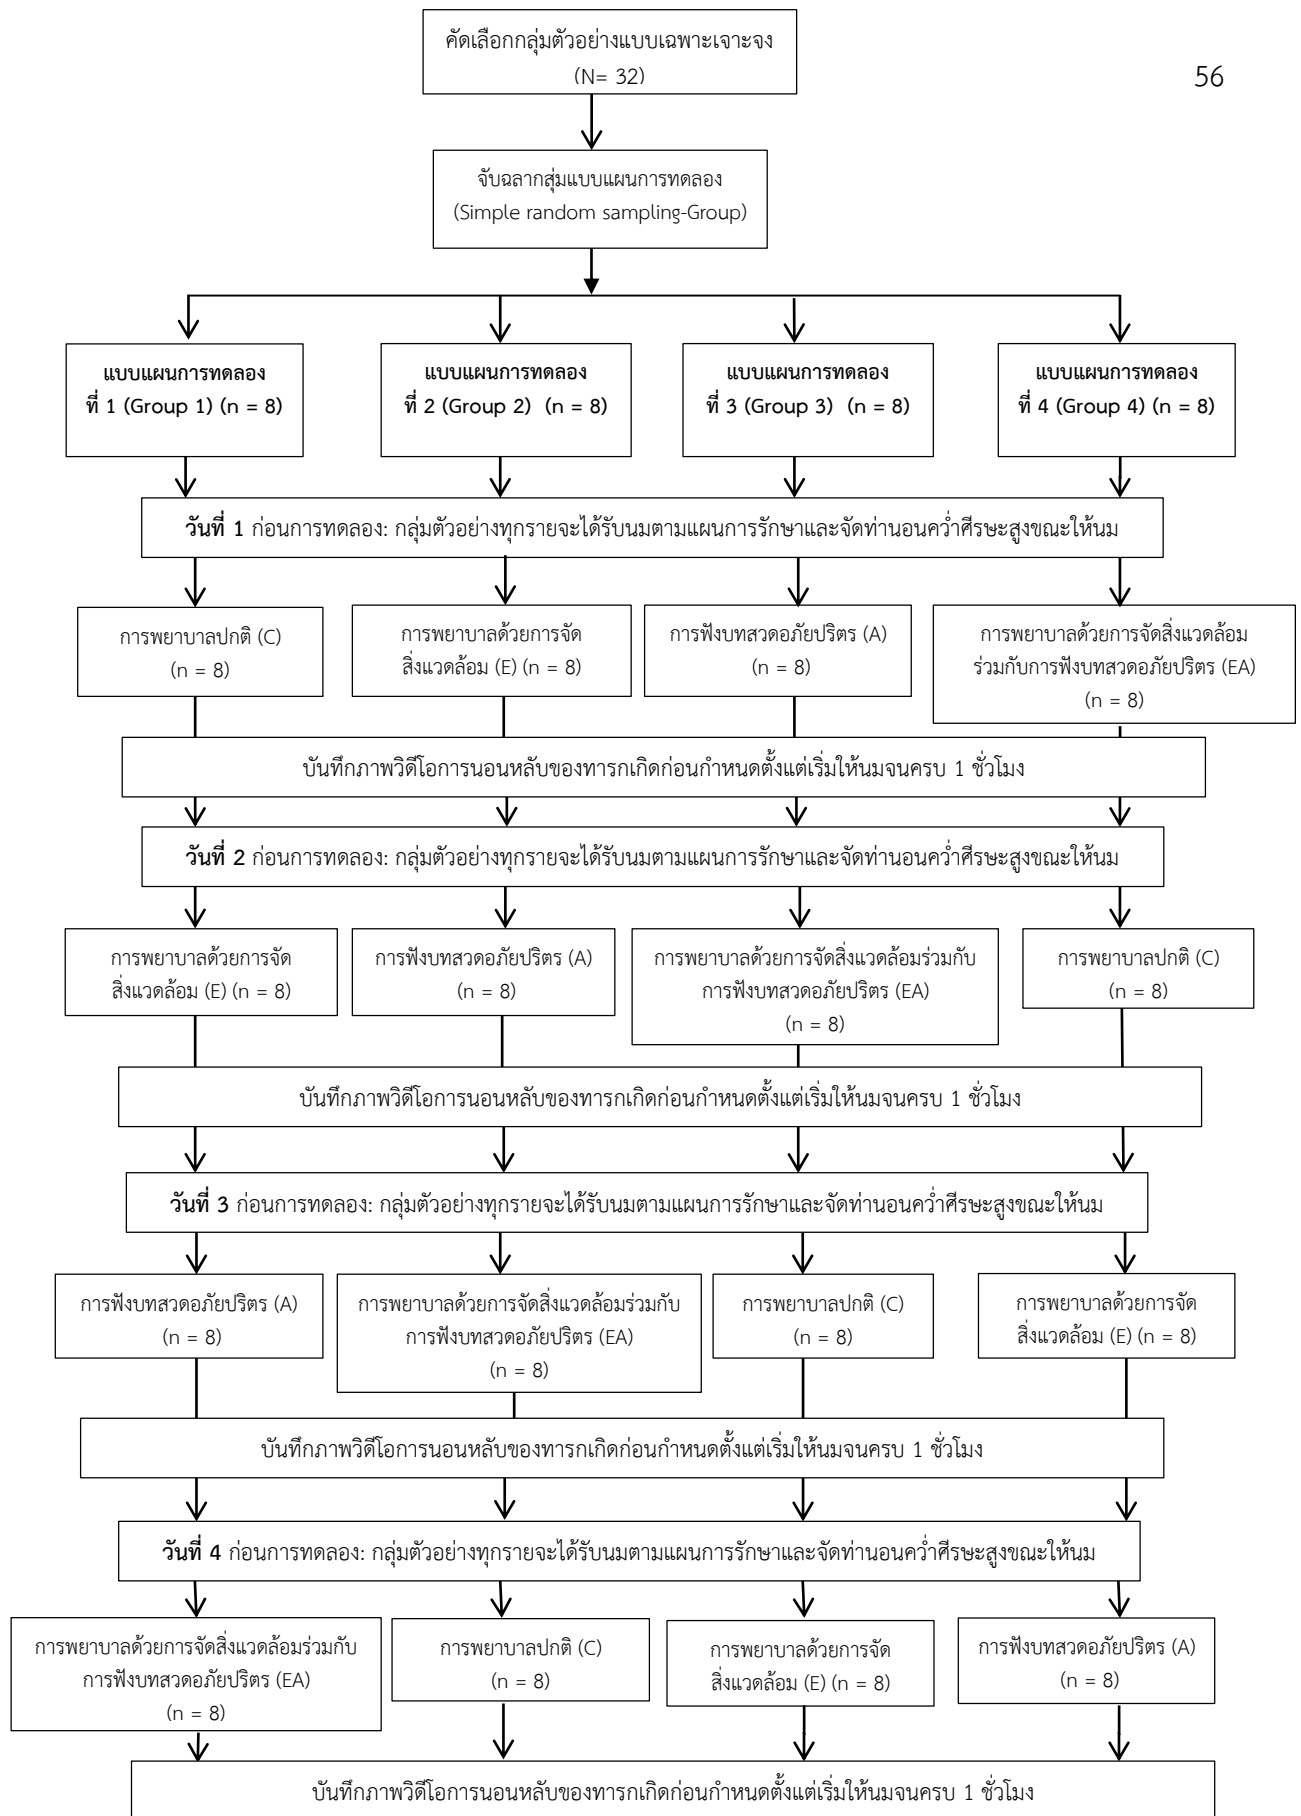 56
คัดเลือกกลุ่มตัวอย่างแบบเฉพาะเจาะจง
(N= 32)
จับฉลากสุ่มแบบแผนการทดลอง
(Simple random sampling-Group)
แบบแผนการทดลอง
ที่ 1 (Group 1) (n = 8)
แบบแผนการทดลอง
ที่ 2 (Group 2) (n = 8)
แบบแผนการทดลอง
ที่ 3 (Group 3) (n = 8)
แบบแผนการทดลอง
ที่ 4 (Group 4) (n = 8)
วันที่ 1 ก่อนการทดลอง: กลุ่มตัวอย่างทุกรายจะได้รับนมตามแผนการรักษาและจัดท่านอนคว่ำศีรษะสูงขณะให้นม
การพยาบาลปกติ (C)
(n = 8)
การพยาบาลด้วยการจัด
สิ่งแวดล้อม (E) (n = 8)
การฟังบทสวดอภัยปริตร (A)
(n = 8)
การพยาบาลด้วยการจัดสิ่งแวดล้อม
ร่วมกับการฟังบทสวดอภัยปริตร (EA)
(n = 8)
บันทึกภาพวิดีโอการนอนหลับของทารกเกิดก่อนกำหนดตั้งแต่เริ่มให้นมจนครบ 1 ชั่วโมง
วันที่ 2 ก่อนการทดลอง: กลุ่มตัวอย่างทุกรายจะได้รับนมตามแผนการรักษาและจัดท่านอนคว่ำศีรษะสูงขณะให้นม
การพยาบาลด้วยการจัด
สิ่งแวดล้อม (E) (n = 8)
การฟังบทสวดอภัยปริตร (A)
(n = 8)
การพยาบาลด้วยการจัดสิ่งแวดล้อมร่วมกับ
การฟังบทสวดอภัยปริตร (EA)
(n = 8)
การพยาบาลปกติ (C)
(n = 8)
บันทึกภาพวิดีโอการนอนหลับของทารกเกิดก่อนกำหนดตั้งแต่เริ่มให้นมจนครบ 1 ชั่วโมง
วันที่ 3 ก่อนการทดลอง: กลุ่มตัวอย่างทุกรายจะได้รับนมตามแผนการรักษาและจัดท่านอนคว่ำศีรษะสูงขณะให้นม
การฟังบทสวดอภัยปริตร (A)
(n = 8)
การพยาบาลด้วยการจัดสิ่งแวดล้อมร่วมกับ
การฟังบทสวดอภัยปริตร (EA)
(n = 8)
การพยาบาลปกติ (C)
(n = 8)
การพยาบาลด้วยการจัด
สิ่งแวดล้อม (E) (n = 8)
บันทึกภาพวิดีโอการนอนหลับของทารกเกิดก่อนกำหนดตั้งแต่เริ่มให้นมจนครบ 1 ชั่วโมง
วันที่ 4 ก่อนการทดลอง: กลุ่มตัวอย่างทุกรายจะได้รับนมตามแผนการรักษาและจัดท่านอนคว่ำศีรษะสูงขณะให้นม
การพยาบาลด้วยการจัดสิ่งแวดล้อมร่วมกับ
การฟังบทสวดอภัยปริตร (EA)
(n = 8)
การพยาบาลปกติ (C)
(n = 8)
การพยาบาลด้วยการจัด
สิ่งแวดล้อม (E) (n = 8)
การฟังบทสวดอภัยปริตร (A)
(n = 8)
บันทึกภาพวิดีโอการนอนหลับของทารกเกิดก่อนกำหนดตั้งแต่เริ่มให้นมจนครบ 1 ชั่วโมง